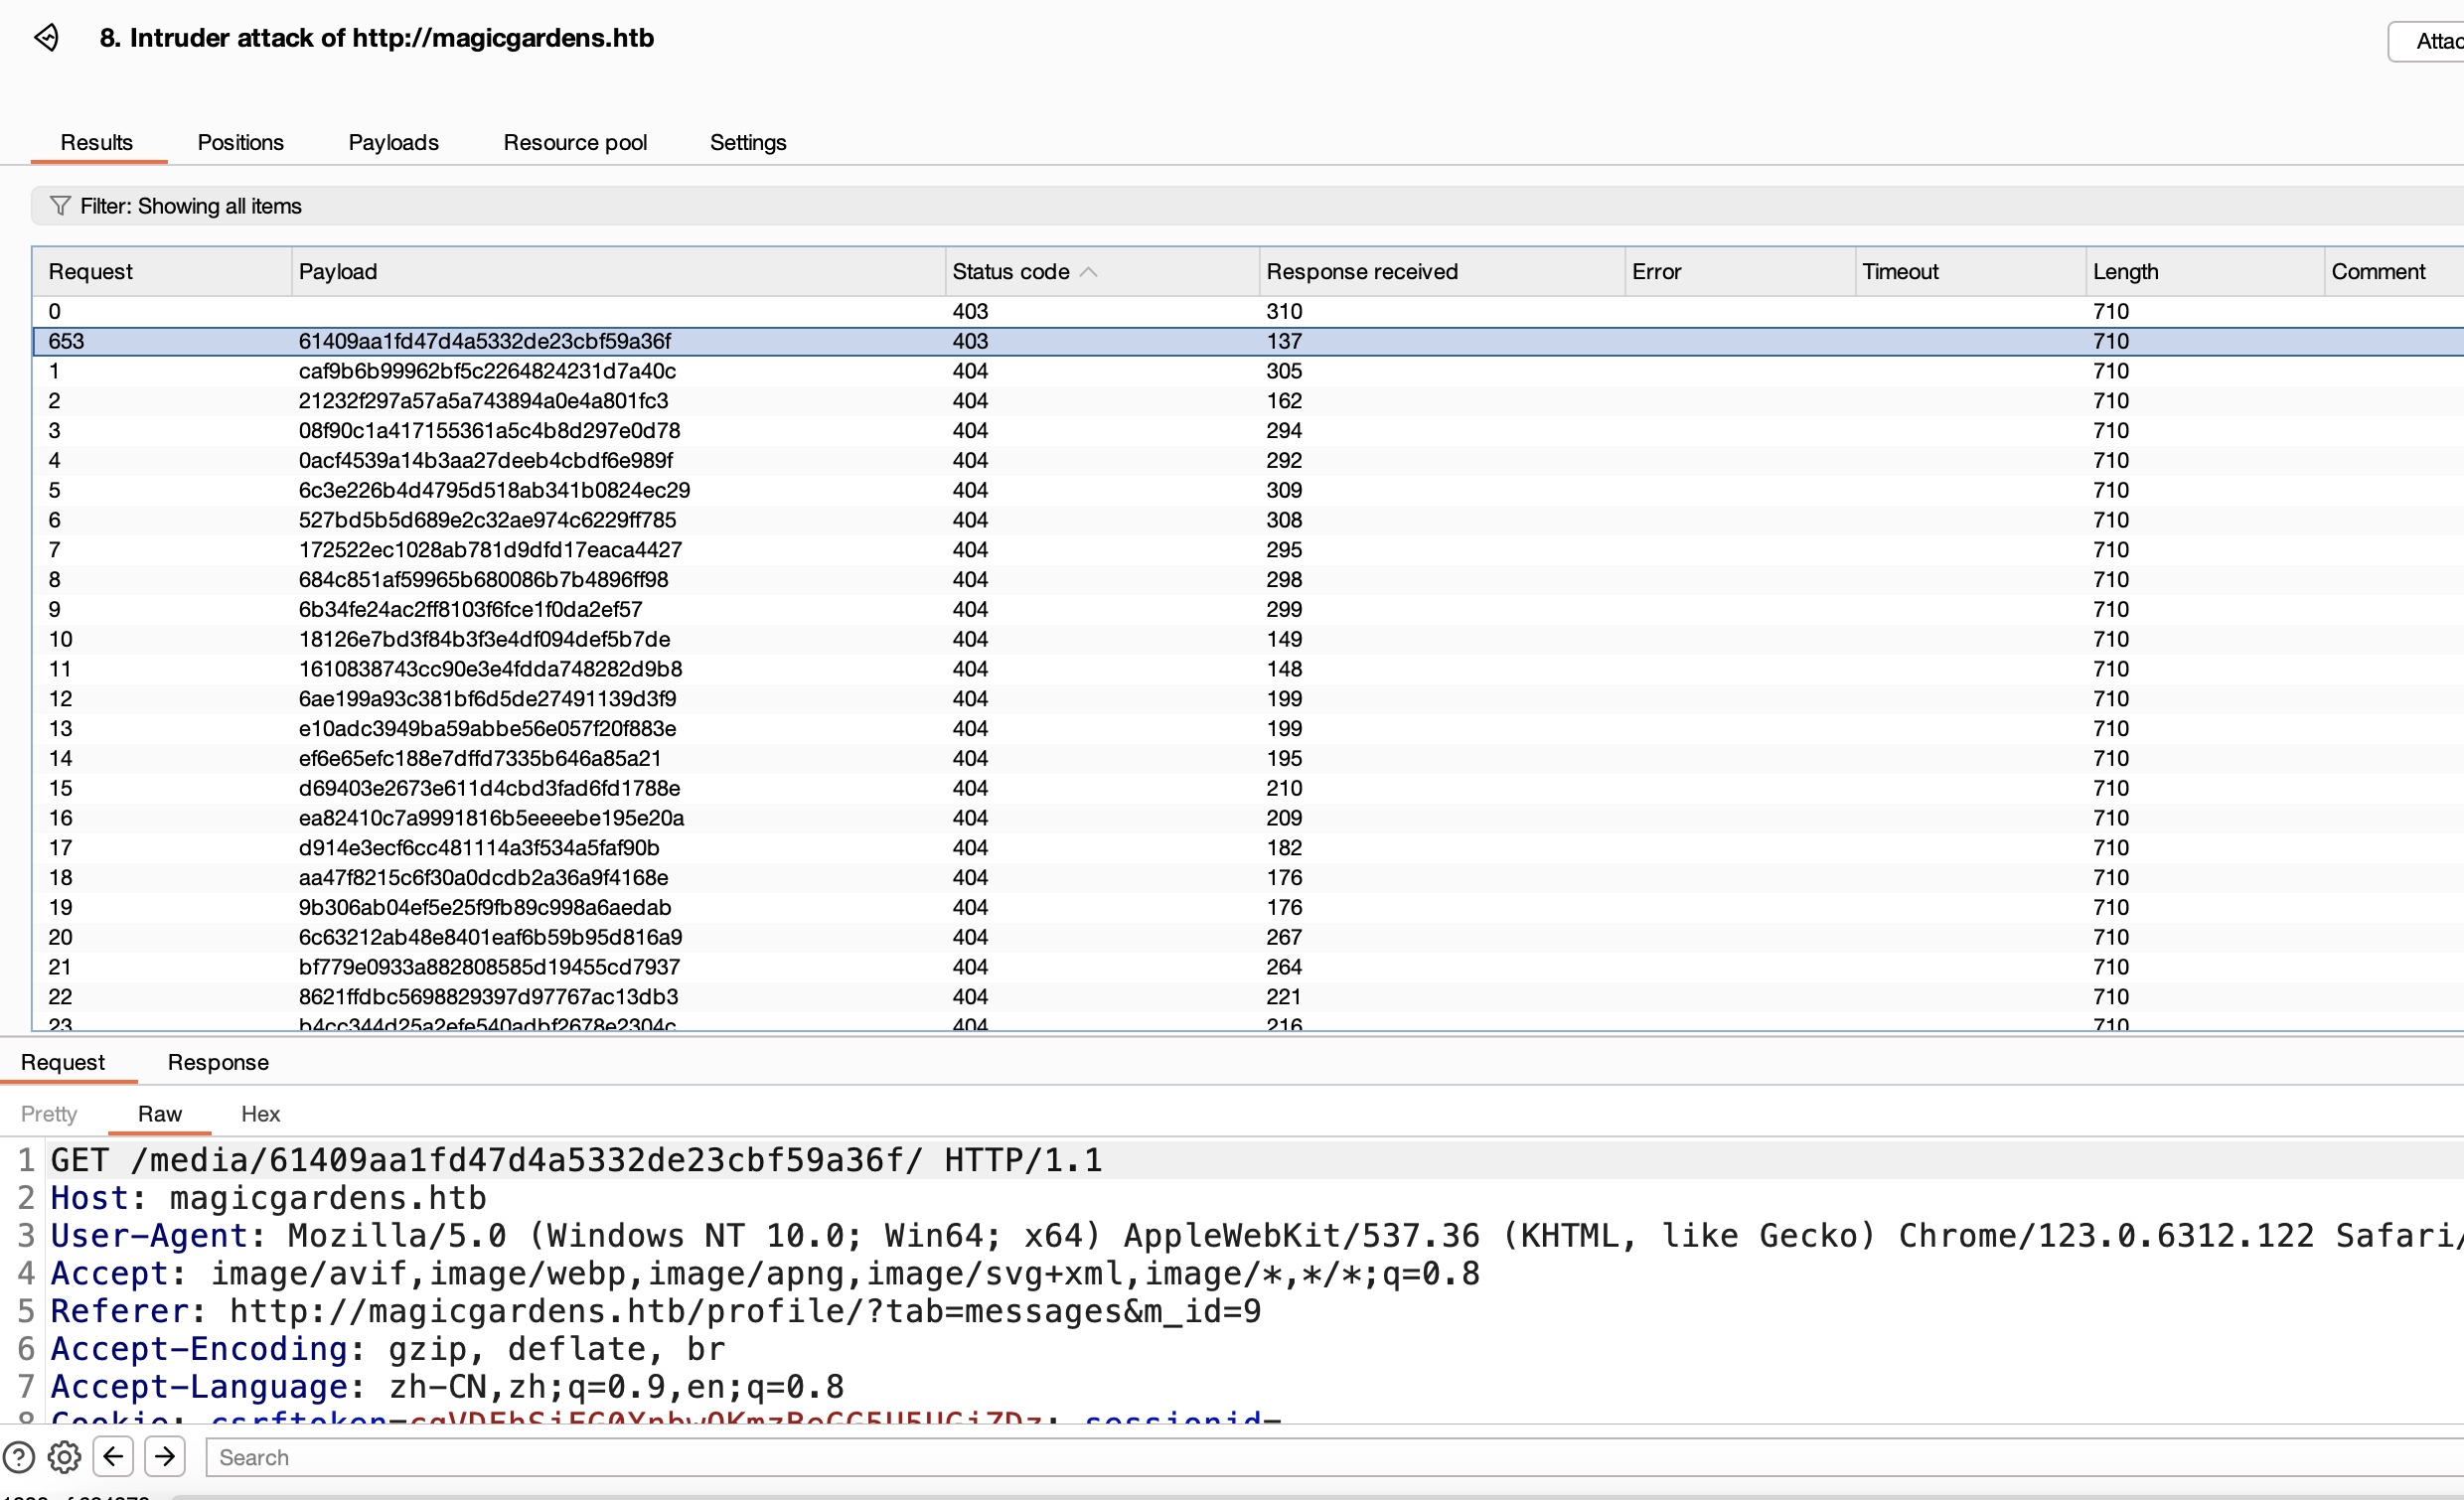 8. Intruder attack of http://magicgardens.htb
Results Positions Payloads Resource pool Settings
Filter: Showing all items
Request Payload Status code Response received Error Timeout Length Comment
0 403 310 710
653 61409aa1fd47d4a5332de23cbf59a36f 403 137 710
1 caf9b6b99962bf5c2264824231d7a40c 404 305 710
2 21232f297a57a5a743894a0e4a801fc3 404 162 710
3 08f90c1a417155361a5c4b8d297e0d78 404 294 710
4 0acf4539a14b3aa27deeb4cbdf6e989f 404 292 710
5 6c3e226b4d4795d518ab341b0824ec29 404 309 710
6 527bd5b5d689e2c32ae974c6229ff785 404 308 710
7 172522ec1028ab781d9dfd17eaca4427 404 295 710
8 684c851af59965b680086b7b4896ff98 404 298 710
9 6b34fe24ac2ff8103f6fce1f0da2ef57 404 299 710
10 18126e7bd3f84b3f3e4df094def5b7de 404 149 710
11 1610838743cc90e3e4fdda748282d9b8 404 148 710
12 6ae199a93c381bf6d5de27491139d3f9 404 199 710
13 e10adc3949ba59abbe56e057f20f883e 404 199 710
14 ef6e65efc188e7dffd7335b646a85a21 404 195 710
15 d69403e2673e611d4cbd3fad6fd1788e 404 210 710
16 ea82410c7a9991816b5eeeebe195e20a 404 209 710
17 d914e3ecf6cc481114a3f534a5faf90b 404 182 710
18 aa47f8215c6f30a0dcdb2a36a9f4168e 404 176 710
19 9b306ab04ef5e25f9fb89c998a6aedab 404 176 710
20 6c63212ab48e8401eaf6b59b95d816a9 404 267 710
21 bf779e0933a882808585d19455cd7937 404 264 710
22 8621ffdbc5698829397d97767ac13db3 404 221 710
23 b4cc344d25a2efe540adbf2678e2304c 404 216 710
Request Response
Pretty Raw Hex
1 GET /media/61409aa1fd47d4a5332de23cbf59a36f/ HTTP/1.1
2 Host: magicgardens.htb
3 User-Agent: Mozilla/5.0 (Windows NT 10.0; Win64; x64) AppleWebKit/537.36 (KHTML, like Gecko) Chrome/123.0.6312.122 Safari/
4 Accept: image/avif,image/webp,image/apng,image/svg+xml,image/*,*/*;q=0.8
5 Referer: http://magicgardens.htb/profile/?tab=messages&m_id=9
6 Accept-Encoding: gzip, deflate, br
7 Accept-Language: zh-CN,zh;q=0.9,en;q=0.8
8 Cookie: sessionid=
Search